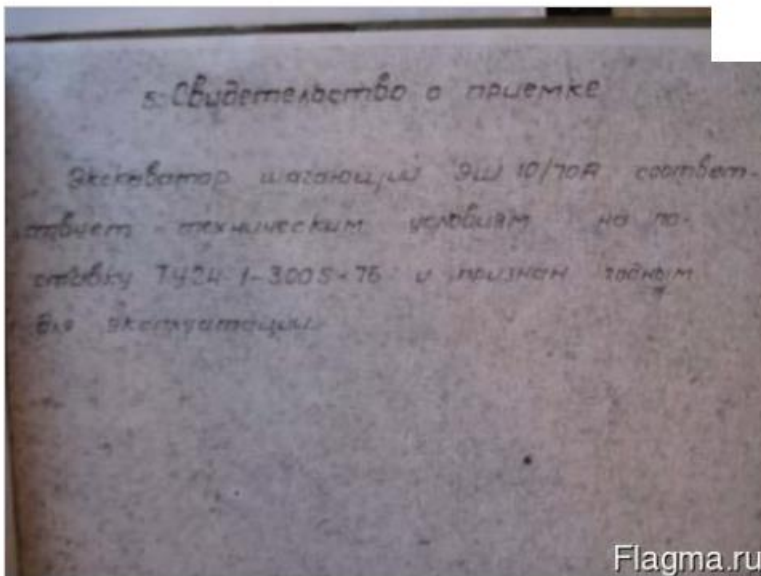 5. Свидетельство о приемке
Экскаватор шагающий ЭШ 10/70А соответ-
ствует техническим условиям на по-
ставку ТУ24 1-3005-76 и признан годным
для эксплуатации
Flagma.ru